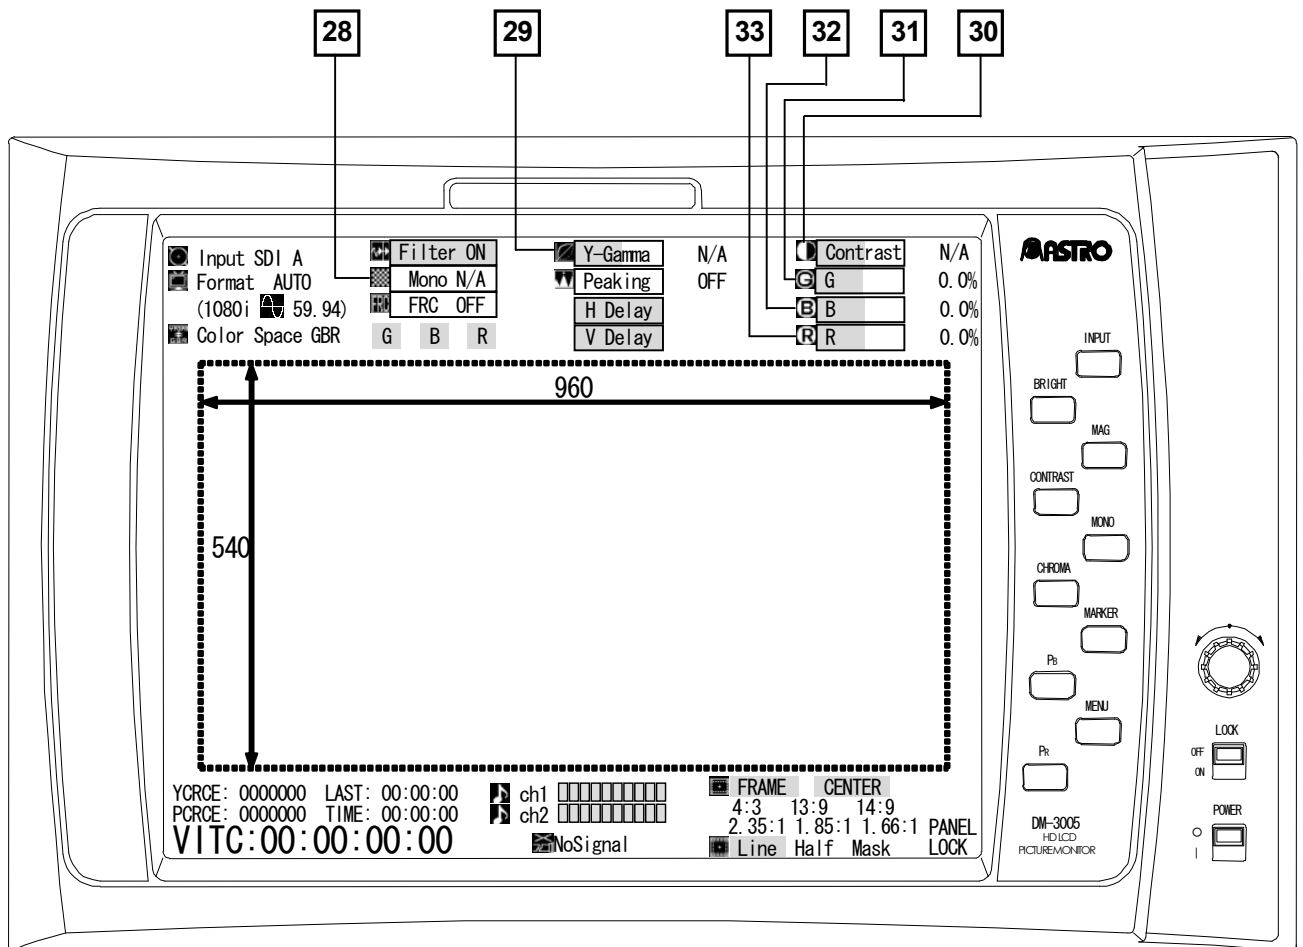 28
29
33
32
31
30
Input SDI A
Format AUTO
(1080i 59.94)
Color Space GBR
Filter ON
Mono N/A
FRC FRC OFF
G B R
Y-Gamma N/A
Peaking OFF
H Delay
V Delay
Contrast N/A
G G 0.0%
B B 0.0%
R R 0.0%
ASTRO
INPUT
BRIGHT
MAG
CONTRAST
MONO
CHROMA
MARKER
PB
MENU
PR
LOCK
OFF
ON
POWER
DM-3005
HD LCD
PICTUREMONITOR
960
540
YCRCE: 0000000 LAST: 00:00:00
PCRCE: 0000000 TIME: 00:00:00
VITC:00:00:00:00
ch1
ch2
NoSignal
FRAME CENTER
4:3 13:9 14:9
2.35:1 1.85:1 1.66:1 PANEL
Line Half Mask LOCK